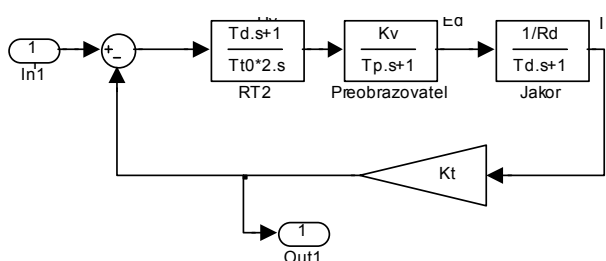 1
In1
+
−
Td.s+1
Tt0*2.s
RT2
Kv
Tp.s+1
Preobrazovatel
Ed
1/Rd
Td.s+1
Jakor
I
Kt
1
Out1